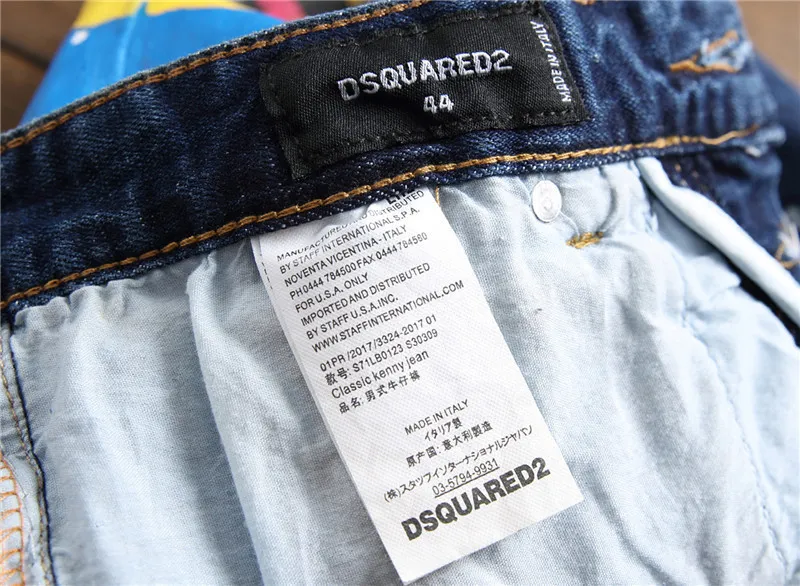 DSQUARED2
44
MADE IN ITALY
MANUFACTURED AND DISTRIBUTED
BY STAFF INTERNATIONAL S.P.A.
NOVENTA VICENTINA - ITALY
PH0444 784500 FAX 0444 784580
FOR U.S.A. ONLY
IMPORTED AND DISTRIBUTED
BY STAFF U.S.A.INC.
WWW.STAFFINTERNATIONAL.COM
01PR /2017/3324-2017 01
款号: S71LB0123 S30309
Classic kenny jean
品名: 男式牛仔裤
MADE IN ITALY
イタリア製
原产国: 意大利製造
(株)スタッフインターナショナルジャパン
03-5794-9931
DSQUARED2